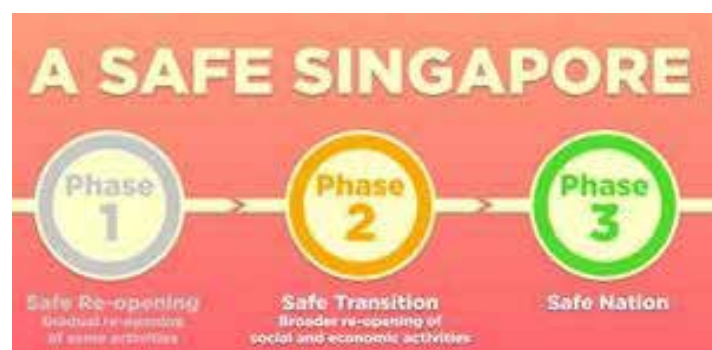 A SAFE SINGAPORE
Phase
1
Phase
2
Phase
3
Safe Re-opening
Gradual re-opening
of some activities
Safe Transition
Broader re-opening of
social and economic activities
Safe Nation